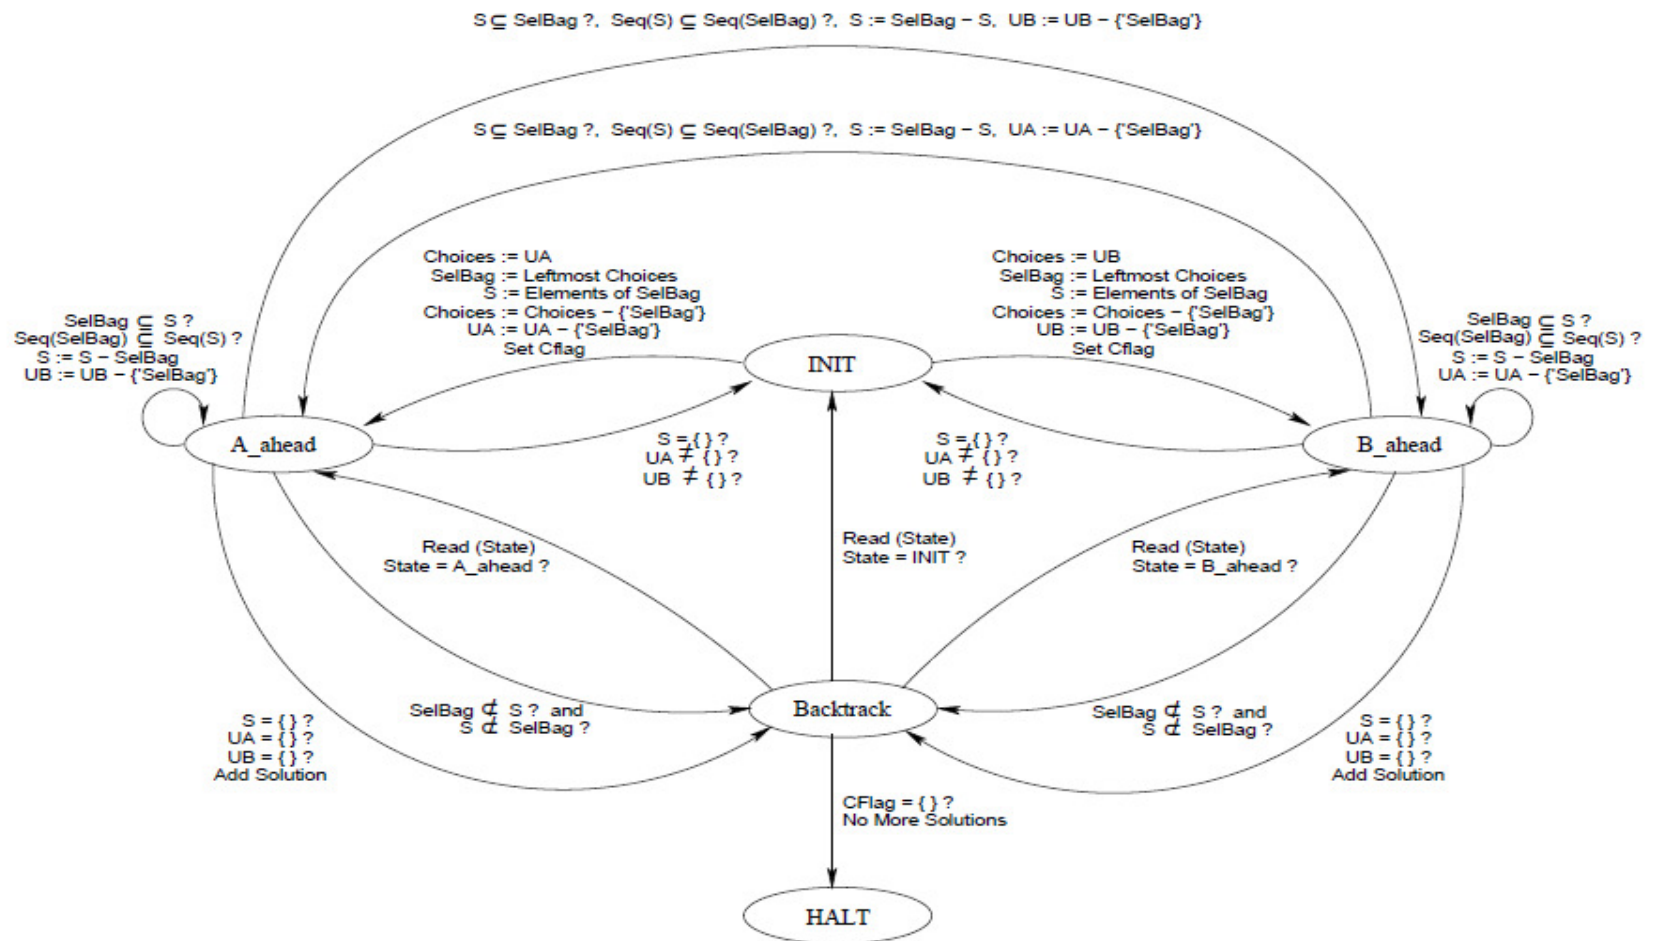 S ⊆ SelBag ?, Seq(S) ⊆ Seq(SelBag) ?, S := SelBag − S, UB := UB − {'SelBag'}
S ⊆ SelBag ?, Seq(S) ⊆ Seq(SelBag) ?, S := SelBag − S, UA := UA − {'SelBag'}
Choices := UA
SelBag := Leftmost Choices
S := Elements of SelBag
Choices := Choices − {'SelBag'}
UA := UA − {'SelBag'}
Set Cflag
Choices := UB
SelBag := Leftmost Choices
S := Elements of SelBag
Choices := Choices − {'SelBag'}
UB := UB − {'SelBag'}
Set Cflag
SelBag ⊆ S ?
Seq(SelBag) ⊆ Seq(S) ?
S := S − SelBag
UB := UB − {'SelBag'}
SelBag ⊆ S ?
Seq(SelBag) ⊆ Seq(S) ?
S := S − SelBag
UA := UA − {'SelBag'}
INIT
A_ahead
B_ahead
S = { } ?
UA ≠ { } ?
UB ≠ { } ?
S = { } ?
UA ≠ { } ?
UB ≠ { } ?
Read (State)
State = A_ahead ?
Read (State)
State = INIT ?
Read (State)
State = B_ahead ?
Backtrack
SelBag ⊄ S ? and
S ⊄ SelBag ?
SelBag ⊄ S ? and
S ⊄ SelBag ?
S = { } ?
UA = { } ?
UB = { } ?
Add Solution
S = { } ?
UA = { } ?
UB = { } ?
Add Solution
CFlag = { } ?
No More Solutions
HALT